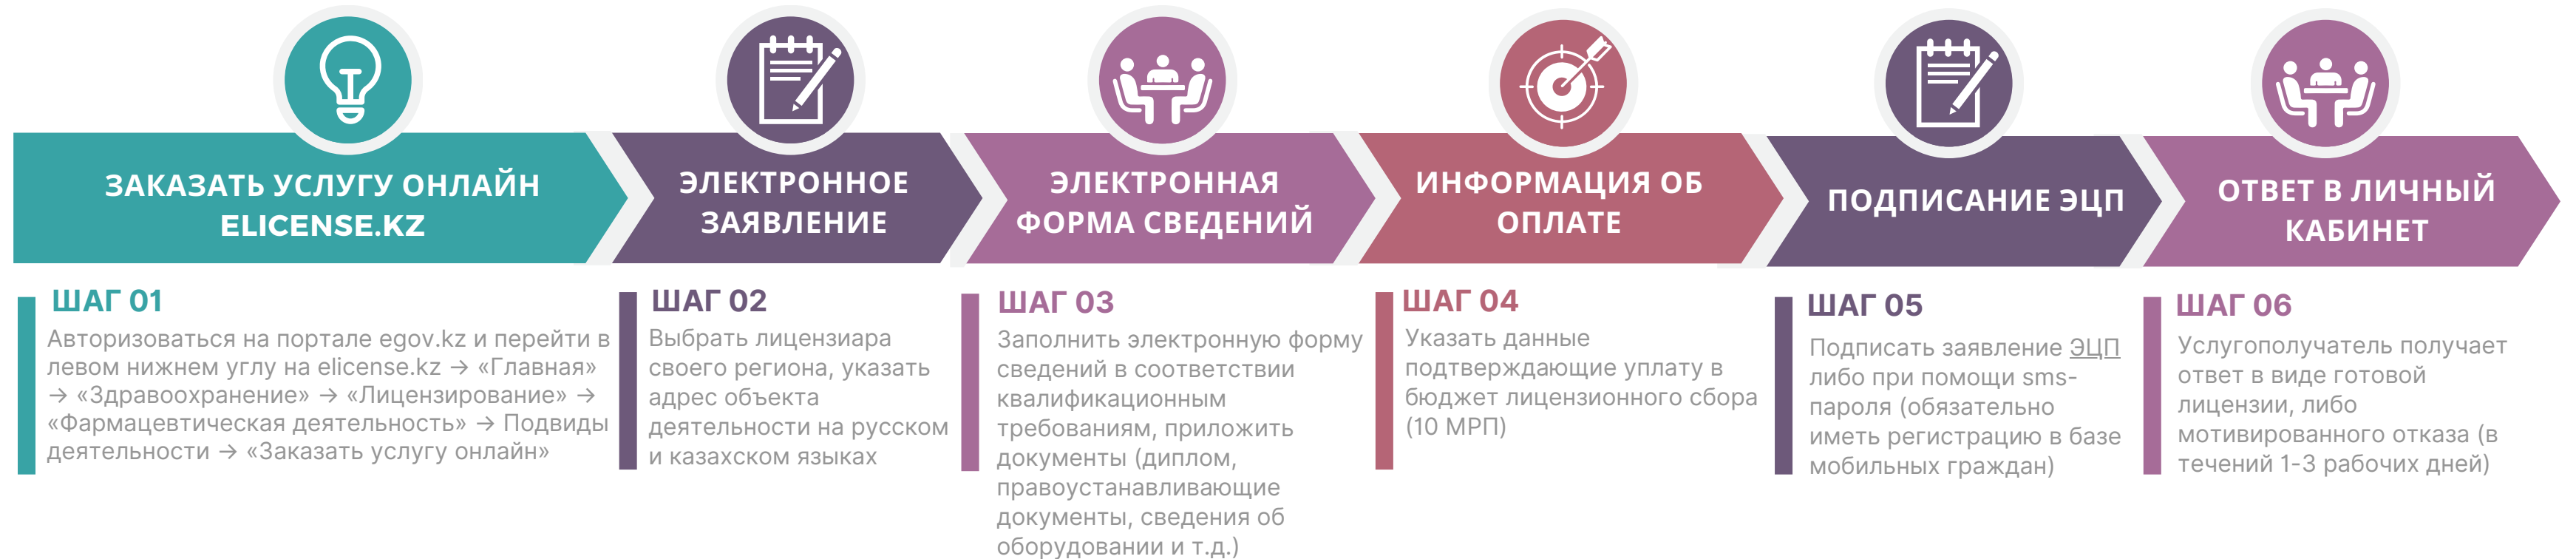 ЗАКАЗАТЬ УСЛУГУ ОНЛАЙН
ELICENSE.KZ
ЭЛЕКТРОННОЕ
ЗАЯВЛЕНИЕ
ЭЛЕКТРОННАЯ
ФОРМА СВЕДЕНИЙ
ИНФОРМАЦИЯ ОБ
ОПЛАТЕ
ПОДПИСАНИЕ ЭЦП
ОТВЕТ В ЛИЧНЫЙ
КАБИНЕТ
ШАГ 01
Авторизоваться на портале egov.kz и перейти в
левом нижнем углу на elicense.kz → «Главная»
→ «Здравоохранение» → «Лицензирование» →
«Фармацевтическая деятельность» → Подвиды
деятельности → «Заказать услугу онлайн»
ШАГ 02
Выбрать лицензиара
своего региона, указать
адрес объекта
деятельности на русском
и казахском языках
ШАГ 03
Заполнить электронную форму
сведений в соответствии
квалификационным
требованиям, приложить
документы (диплом,
правоустанавливающие
документы, сведения об
оборудовании и т.д.)
ШАГ 04
Указать данные
подтверждающие уплату в
бюджет лицензионного сбора
(10 МРП)
ШАГ 05
Подписать заявление ЭЦП
либо при помощи sms-
пароля (обязательно
иметь регистрацию в базе
мобильных граждан)
ШАГ 06
Услугополучатель получает
ответ в виде готовой
лицензии, либо
мотивированного отказа (в
течений 1-3 рабочих дней)